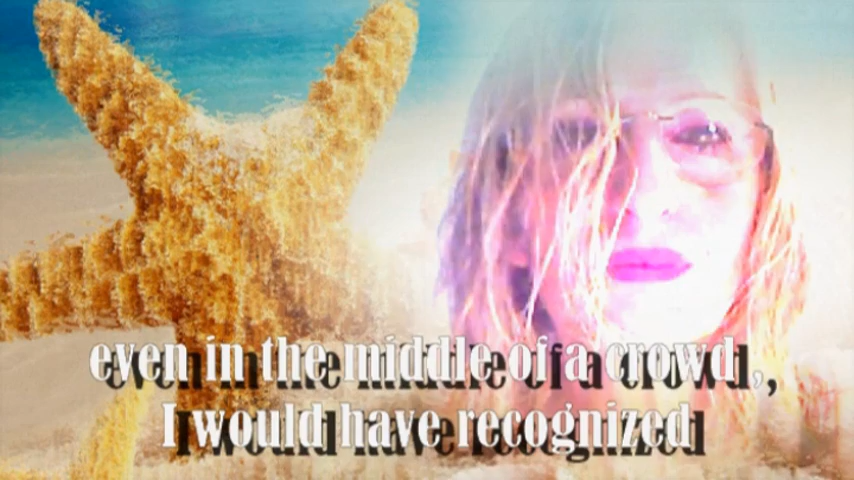 even in the middle of a crowd ,
I would have recognized